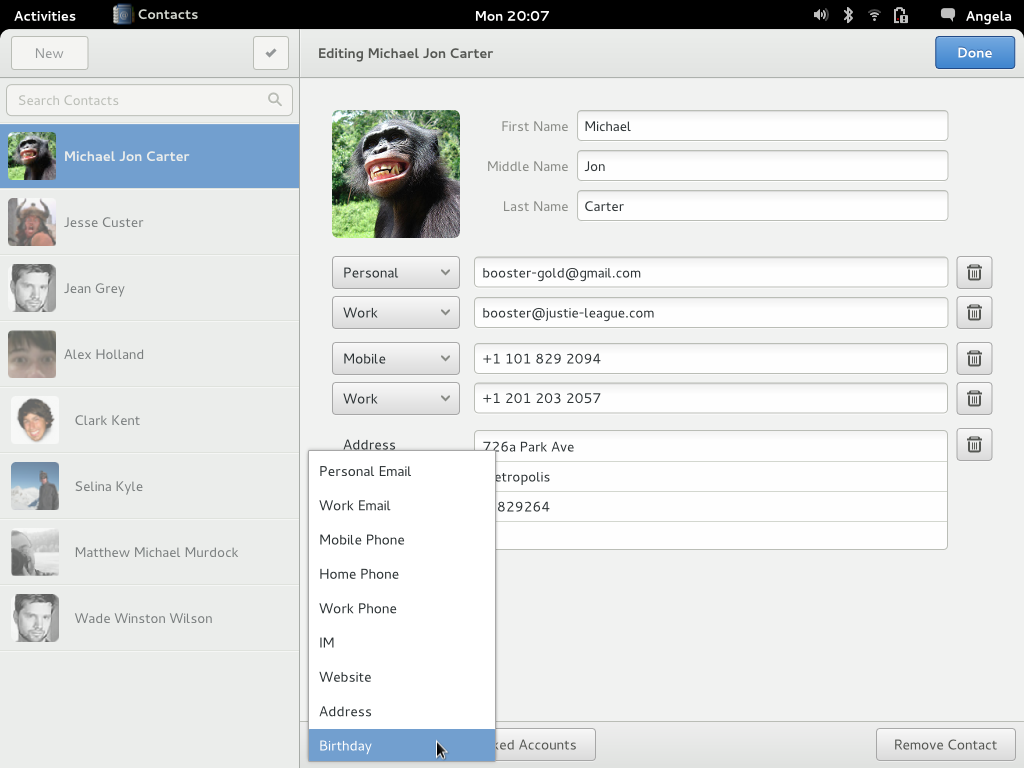 Activities Contacts Mon 20:07 Angela
New Editing Michael Jon Carter Done
Search Contacts
Michael Jon Carter
Jesse Custer
Jean Grey
Alex Holland
Clark Kent
Selina Kyle
Matthew Michael Murdock
Wade Winston Wilson
First Name Michael
Middle Name Jon
Last Name Carter
Personal booster-gold@gmail.com
Work booster@justie-league.com
Mobile +1 101 829 2094
Work +1 201 203 2057
Address 726a Park Ave
etropolis
829264
Personal Email
Work Email
Mobile Phone
Home Phone
Work Phone
IM
Website
Address
Birthday
ked Accounts Remove Contact